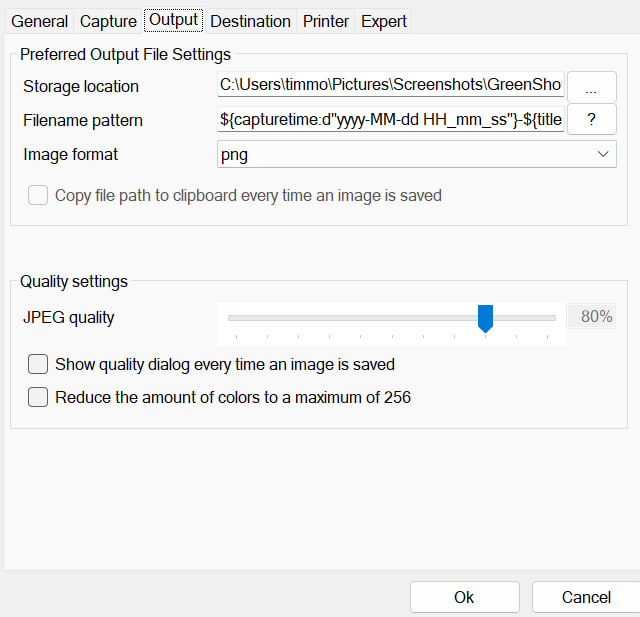 General Capture Output Destination Printer Expert
Preferred Output File Settings
Storage location C:\Users\timmo\Pictures\Screenshots\GreenSho ...
Filename pattern ${capturetime:d"yyyy-MM-dd HH_mm_ss"}-${title ?
Image format png
Copy file path to clipboard every time an image is saved
Quality settings
JPEG quality 80%
Show quality dialog every time an image is saved
Reduce the amount of colors to a maximum of 256
Ok Cancel